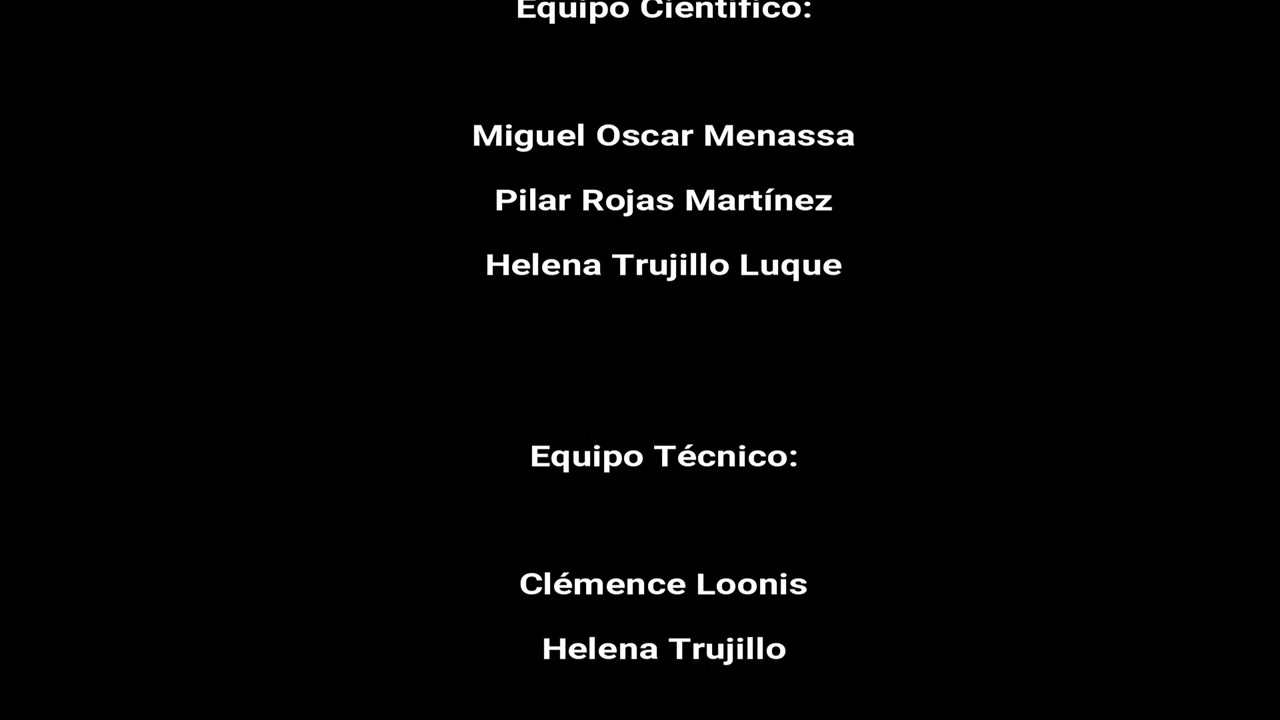 Equipo Científico:
Miguel Oscar Menassa
Pilar Rojas Martínez
Helena Trujillo Luque
Equipo Técnico:
Clémence Loonis
Helena Trujillo